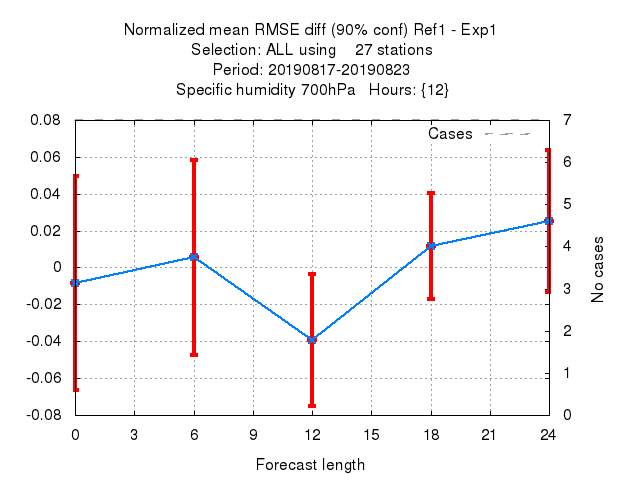 Normalized mean RMSE diff (90% conf) Ref1 - Exp1
Selection: ALL using 27 stations
Period: 20190817-20190823
Specific humidity 700hPa Hours: {12}
0.08
0.06
0.04
0.02
0
-0.02
-0.04
-0.06
-0.08
Cases
7
6
5
4
3
2
1
0
No cases
0 3 6 9 12 15 18 21 24
Forecast length